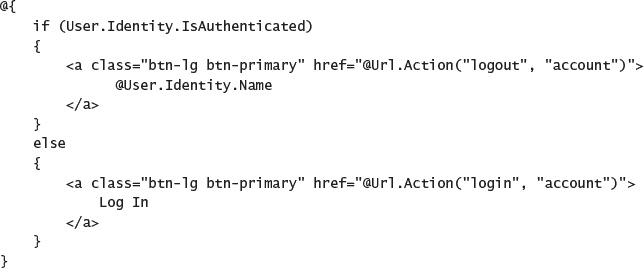 @{
    if (User.Identity.IsAuthenticated)
    {
        <a class="btn-lg btn-primary" href="@Url.Action("logout", "account")">
              @User.Identity.Name
        </a>
    }
    else
    {
        <a class="btn-lg btn-primary" href="@Url.Action("login", "account")">
            Log In
        </a>
    }
}